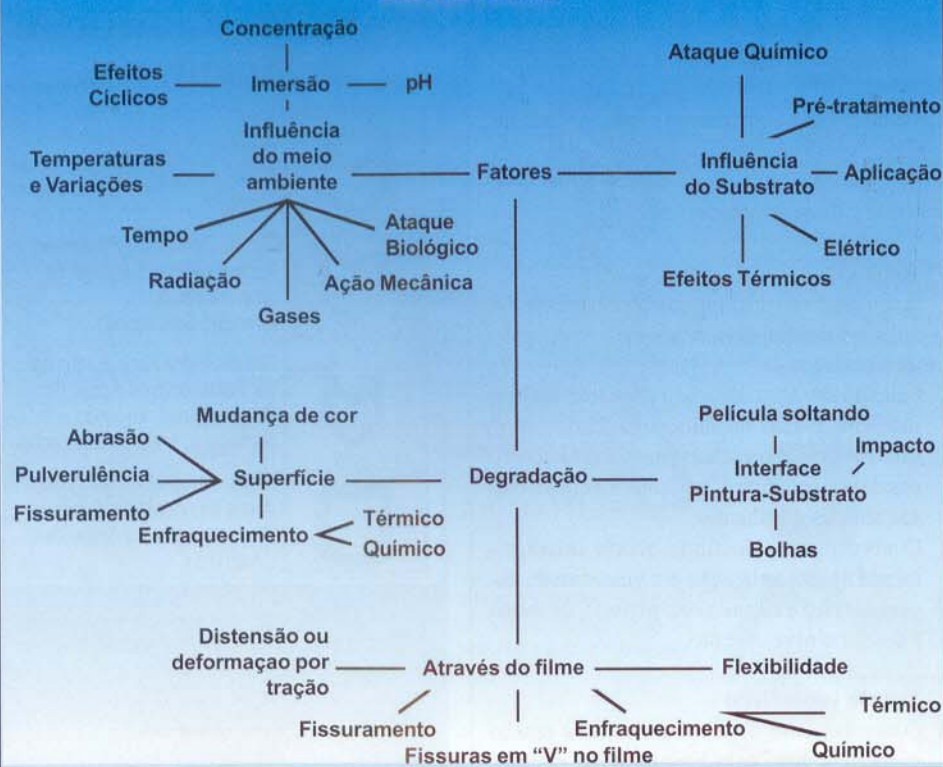 Concentração
Ataque Químico
Efeitos
Cíclicos
Imersão
pH
Pré-tratamento
Influência
do meio
ambiente
Temperaturas
e Variações
Fatores
Influência
do Substrato
Aplicação
Tempo
Ataque
Biológico
Elétrico
Radiação
Ação Mecânica
Efeitos Térmicos
Gases
Mudança de cor
Película soltando
Abrasão
Impacto
Pulverulência
Superfície
Degradação
Interface
Pintura-Substrato
Fissuramento
Enfraquecimento
Térmico
Químico
Bolhas
Distensão ou
deformaçao por
tração
Através do filme
Flexibilidade
Fissuramento
Enfraquecimento
Térmico
Fissuras em “V” no filme
Químico